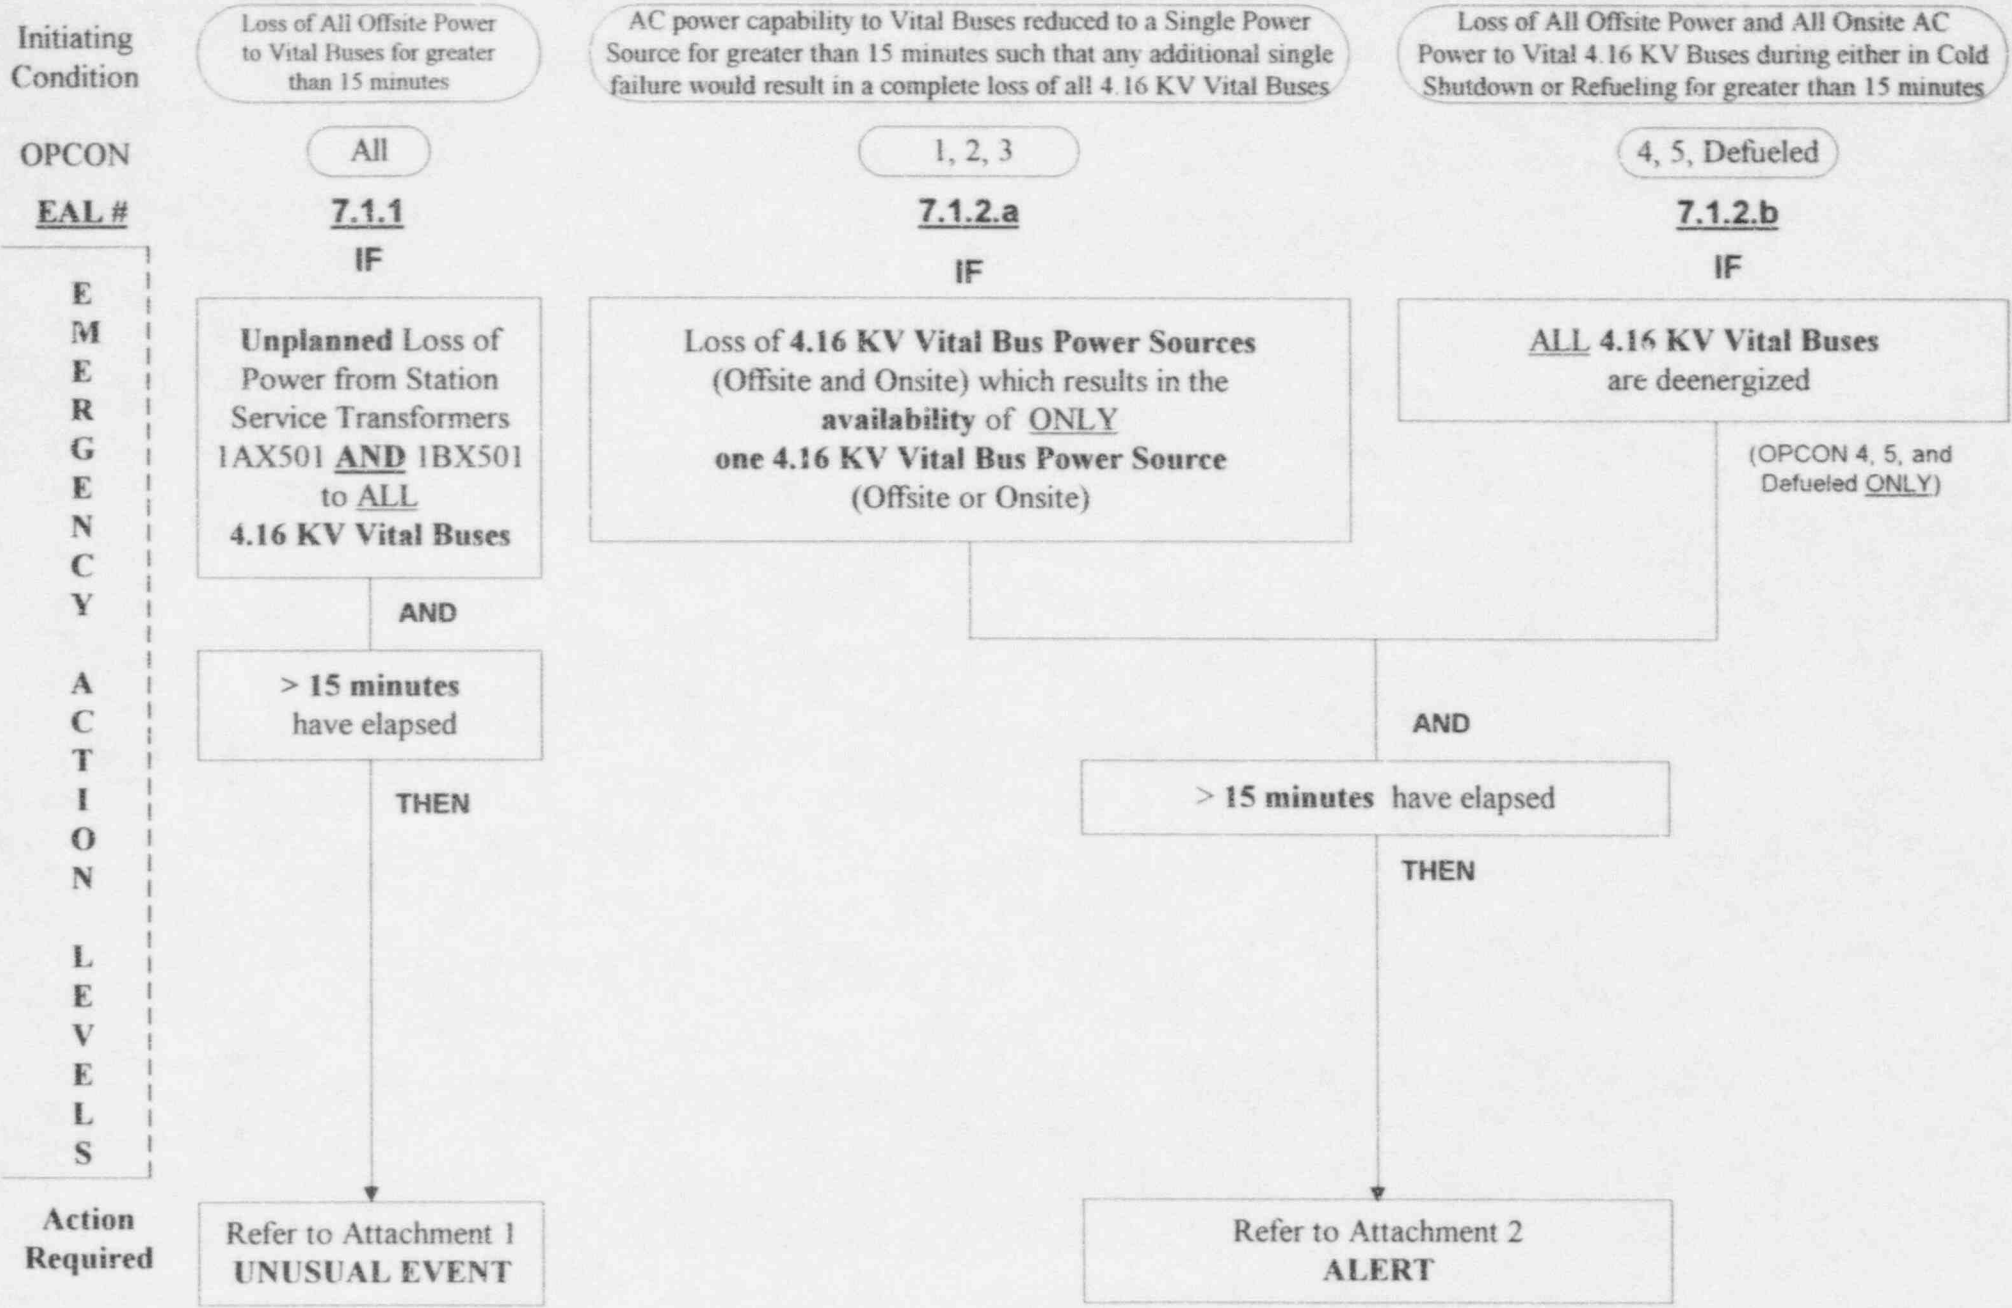 Initiating
Condition
Loss of All Offsite Power
to Vital Buses for greater
than 15 minutes
AC power capability to Vital Buses reduced to a Single Power
Source for greater than 15 minutes such that any additional single
failure would result in a complete loss of all 4.16 KV Vital Buses
Loss of All Offsite Power and All Onsite AC
Power to Vital 4.16 KV Buses during either in Cold
Shutdown or Refueling for greater than 15 minutes
OPCON
All
1, 2, 3
4, 5, Defueled
EAL #
7.1.1
7.1.2.a
7.1.2.b
IF
IF
IF
E
M
E
R
G
E
N
C
Y
A
C
T
I
O
N
L
E
V
E
L
S
Unplanned Loss of
Power from Station
Service Transformers
1AX501 AND 1BX501
to ALL
4.16 KV Vital Buses
AND
> 15 minutes
have elapsed
THEN
Loss of 4.16 KV Vital Bus Power Sources
(Offsite and Onsite) which results in the
availability of ONLY
one 4.16 KV Vital Bus Power Source
(Offsite or Onsite)
ALL 4.16 KV Vital Buses
are deenergized
(OPCON 4, 5, and
Defueled ONLY)
AND
> 15 minutes have elapsed
THEN
Action
Required
Refer to Attachment 1
UNUSUAL EVENT
Refer to Attachment 2
ALERT